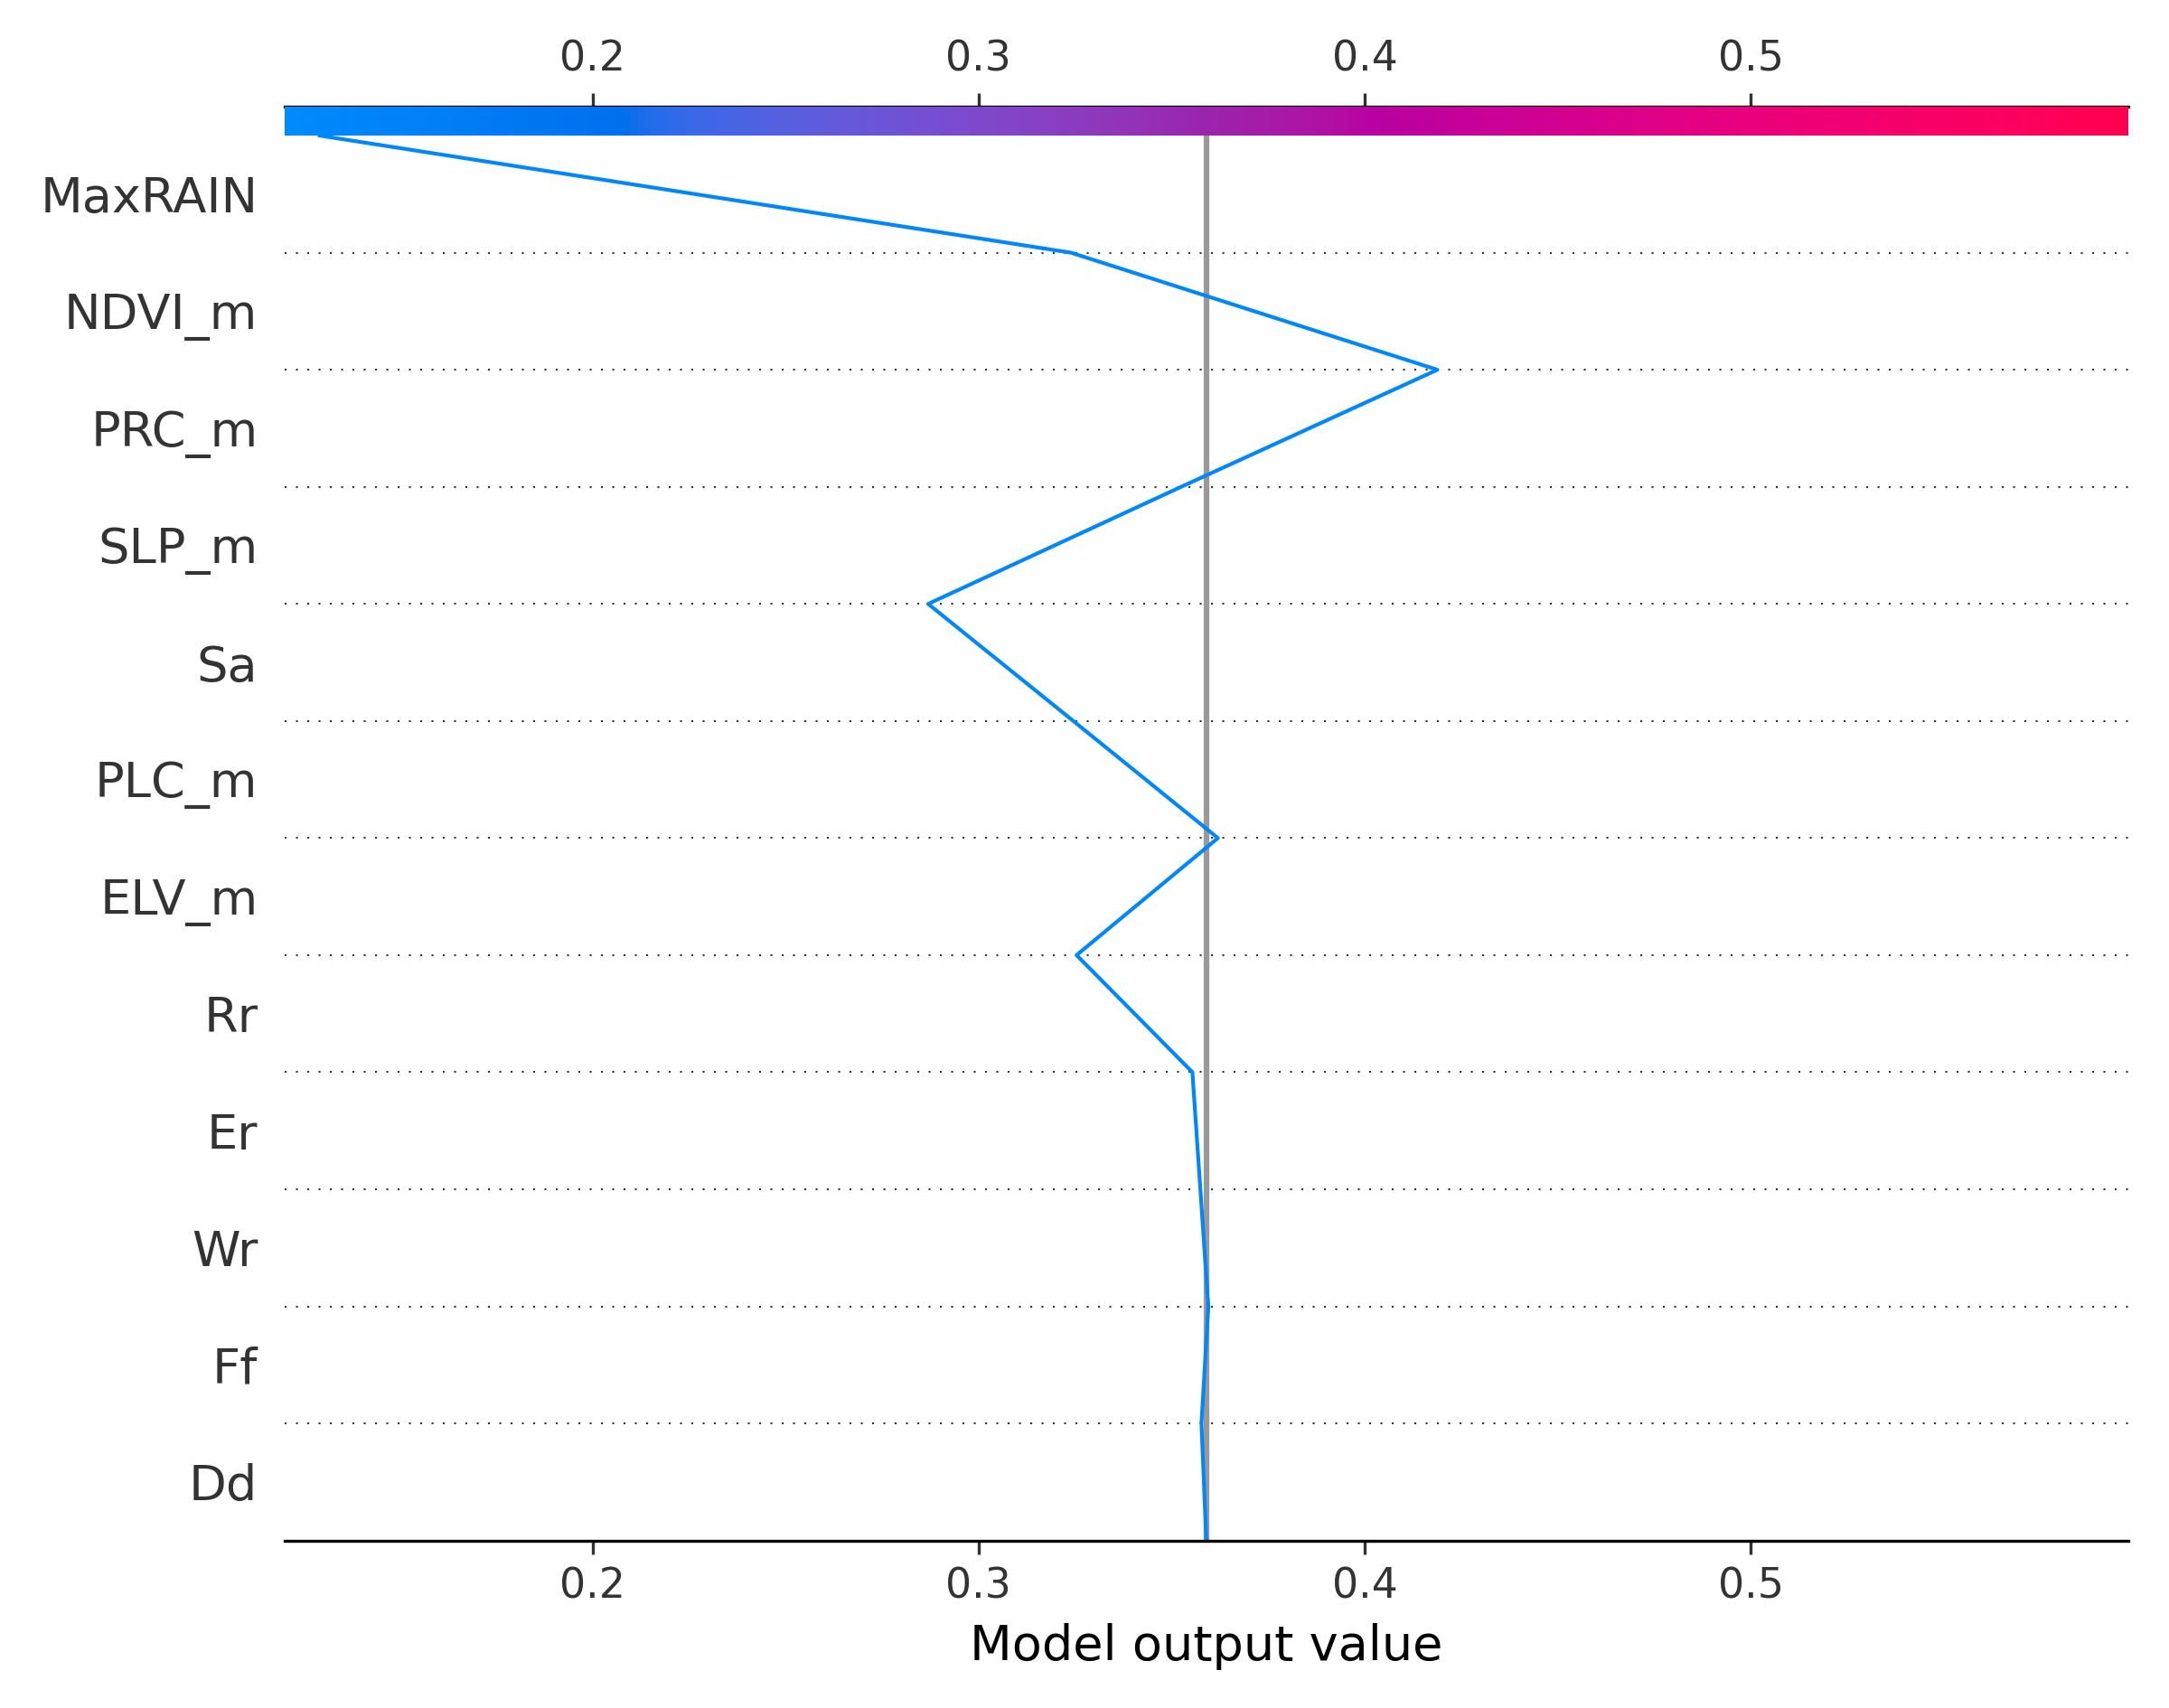 0.2 0.3 0.4 0.5
MaxRAIN
NDVI_m
PRC_m
SLP_m
Sa
PLC_m
ELV_m
Rr
Er
Wr
Ff
Dd
0.2 0.3 0.4 0.5
Model output value